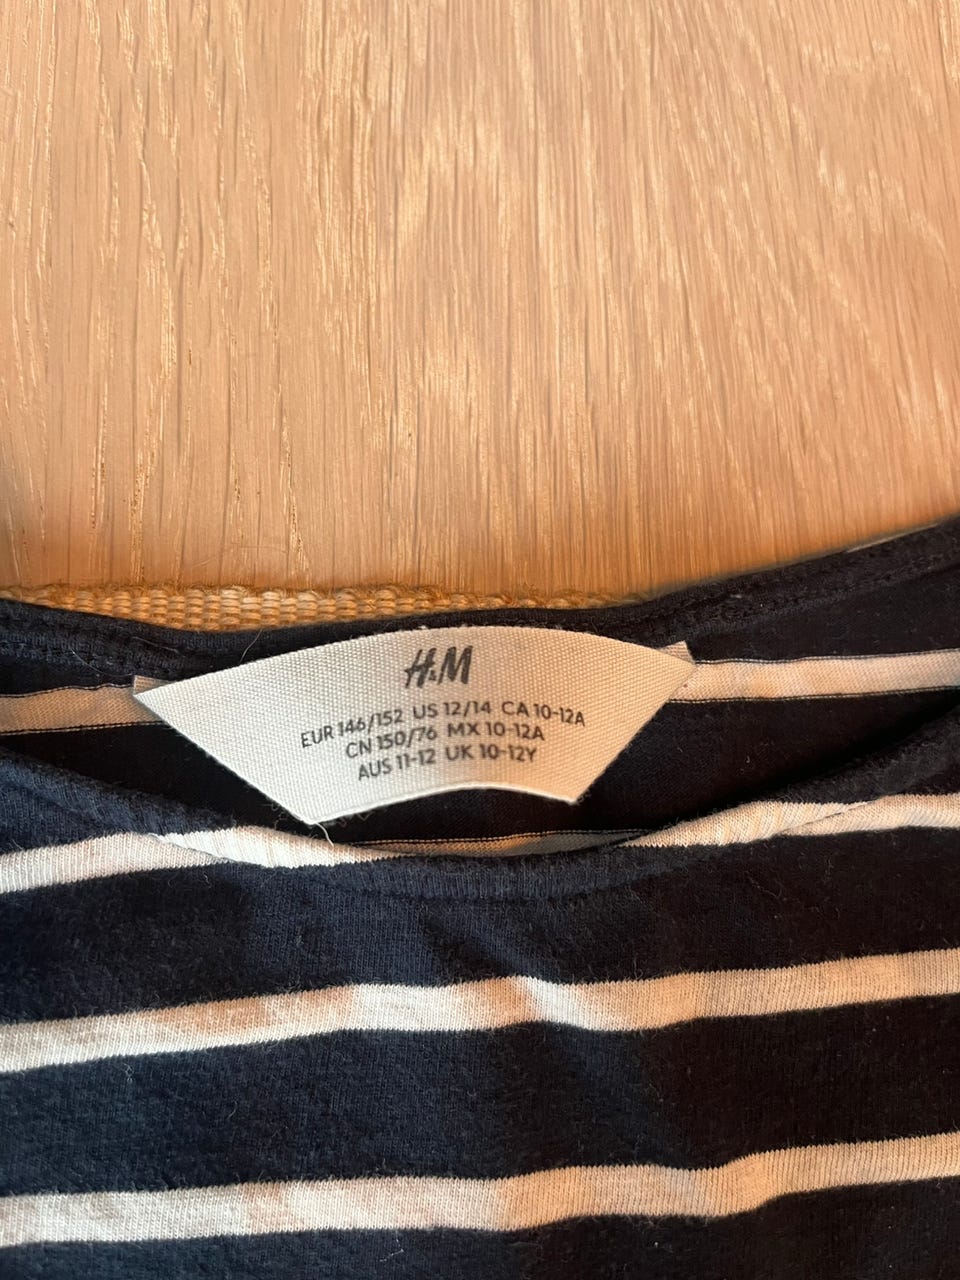 H&M
EUR 146/152 US 12/14 CA 10-12A
CN 150/76 MX 10-12A
AUS 11-12 UK 10-12Y